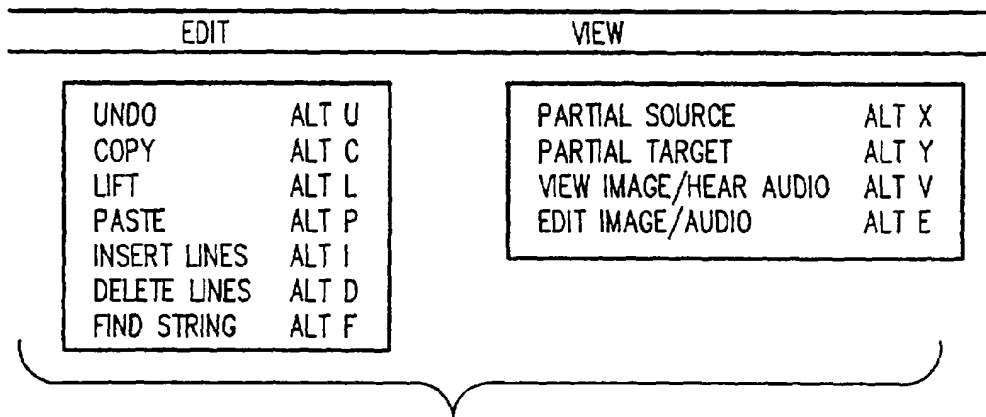 EDIT VIEW
UNDO ALT U
COPY ALT C
LIFT ALT L
PASTE ALT P
INSERT LINES ALT I
DELETE LINES ALT D
FIND STRING ALT F
PARTIAL SOURCE ALT X
PARTIAL TARGET ALT Y
VIEW IMAGE/HEAR AUDIO ALT V
EDIT IMAGE/AUDIO ALT E